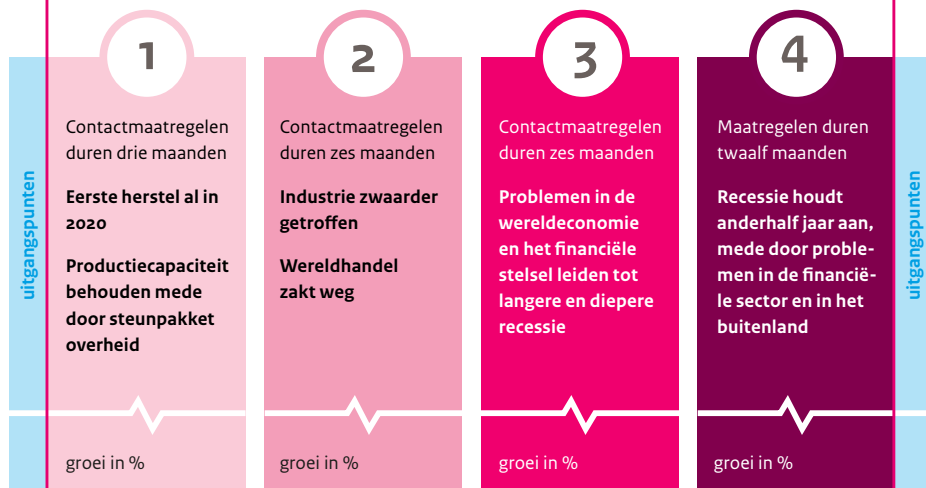 uitgangspunten
1
Contactmaatregelen
duren drie maanden
Eerste herstel al in
2020
Productiecapaciteit
behouden mede
door steunpakket
overheid
groei in %
2
Contactmaatregelen
duren zes maanden
Industrie zwaarder
getroffen
Wereldhandel
zakt weg
groei in %
3
Contactmaatregelen
duren zes maanden
Problemen in de
wereldeconomie
en het financiële
stelsel leiden tot
langere en diepere
recessie
groei in %
4
Maatregelen duren
twaalf maanden
Recessie houdt
anderhalf jaar aan,
mede door proble-
men in de financië-
le sector en in het
buitenland
groei in %
uitgangspunten